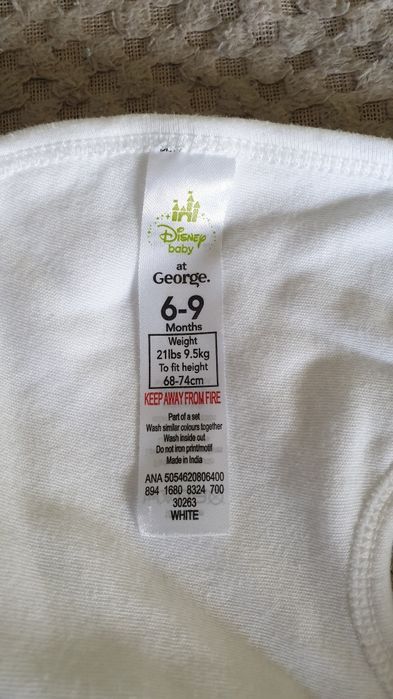 Disney
baby
at
George.
6-9
Months
Weight
21lbs 9.5kg
To fit height
68-74cm
KEEP AWAY FROM FIRE
Part of a set
Wash similar colours together
Wash inside out
Do not iron print/motif
Made in India
ANA 5054620806400
894 1680 8324 700
30263
WHITE